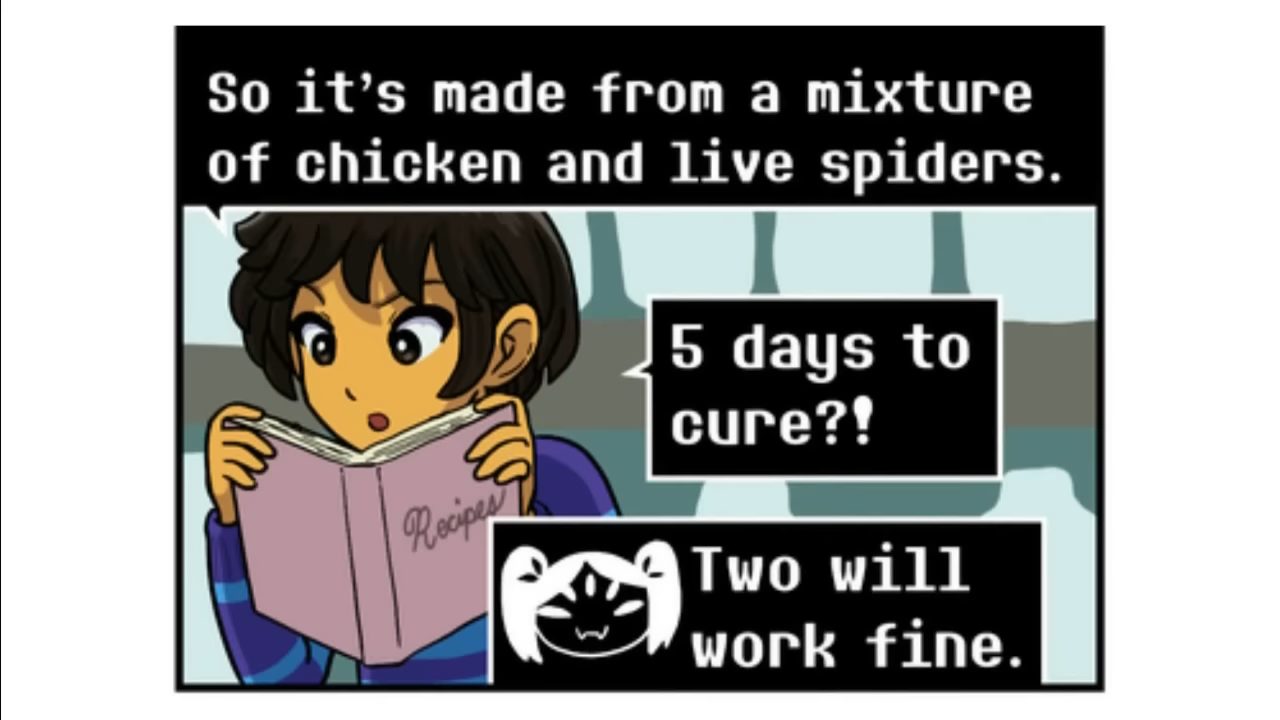 So it's made from a mixture
of chicken and live spiders.
5 days to
cure?!
Recipes
Two will
work fine.